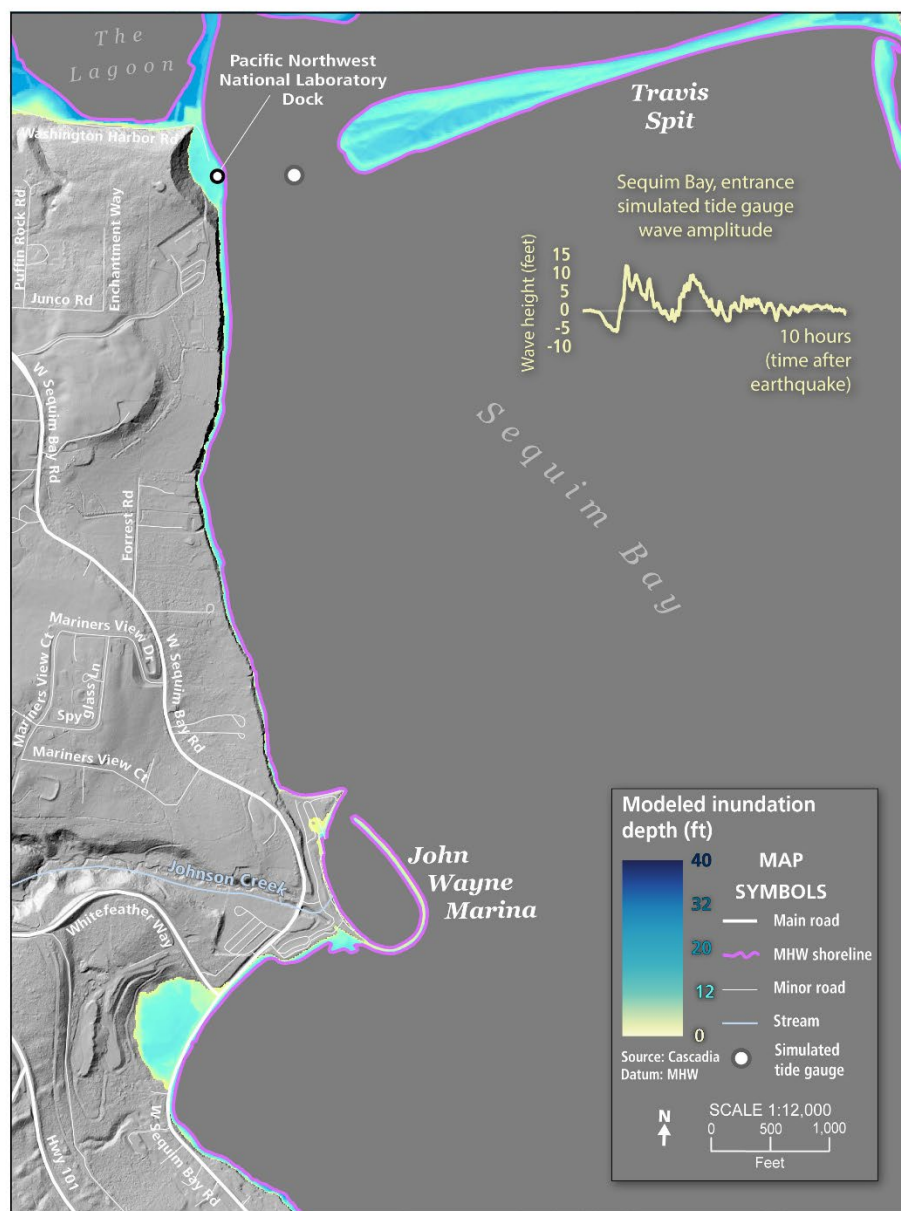 The
Lagoon
Pacific Northwest
National Laboratory
Dock
Travis
Spit
Washington Harbor Rd
Puffin Rock Rd
Enchantment Way
Junco Rd
Sequim Bay, entrance
simulated tide gauge
wave amplitude
Wave height (feet)
15
10
5
0
-5
-10
10 hours
(time after
earthquake)
W Sequim Bay Rd
Sequim Bay
Forrest Rd
Mariners View Dr
Mariners View Ct
Spy glass Ln
W Sequim Bay Rd
Mariners View Ct
John
Wayne
Marina
Johnson Creek
Whitefeather Way
W Sequim Bay Rd
Hwy 101
Modeled inundation
depth (ft)
40
32
20
12
0
Source: Cascadia
Datum: MHW
MAP
SYMBOLS
Main road
MHW shoreline
Minor road
Stream
Simulated
tide gauge
N
SCALE 1:12,000
0 500 1,000
Feet